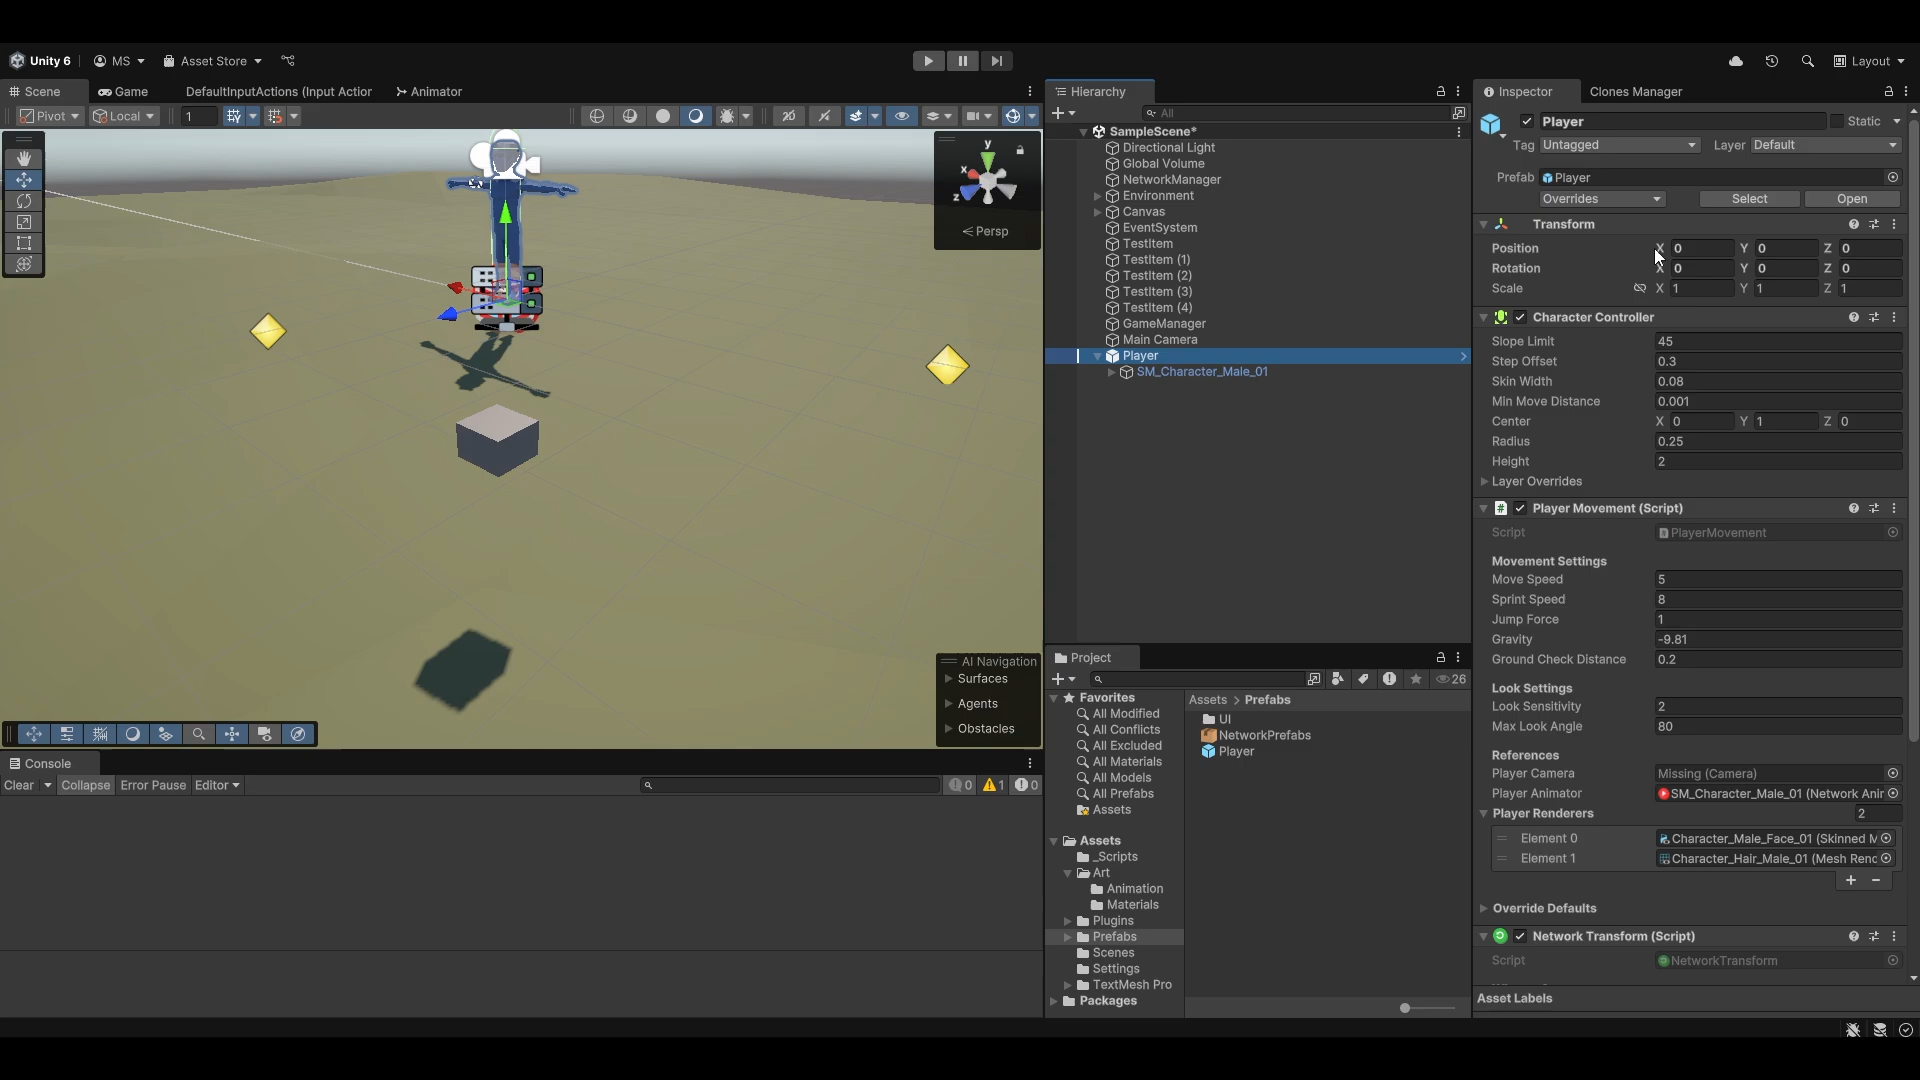 Unity 6 MS Asset Store Layout
Scene Game DefaultInputActions (Input Actior Animator
Pivot Local 1 2D
y
x
z
Persp
AI Navigation
Surfaces
Agents
Obstacles
Console
Clear Collapse Error Pause Editor 0 1 0
Hierarchy
All
SampleScene*
Directional Light
Global Volume
NetworkManager
Environment
Canvas
EventSystem
TestItem
TestItem (1)
TestItem (2)
TestItem (3)
TestItem (4)
GameManager
Main Camera
Player
SM_Character_Male_01
Project
26
Favorites
All Modified
All Conflicts
All Excluded
All Materials
All Models
All Prefabs
Assets
Assets
_Scripts
Art
Animation
Materials
Plugins
Prefabs
Scenes
Settings
TextMesh Pro
Packages
Assets > Prefabs
UI
NetworkPrefabs
Player
Inspector Clones Manager
Player Static
Tag Untagged Layer Default
Prefab Player
Overrides Select Open
Transform
Position X 0 Y 0 Z 0
Rotation X 0 Y 0 Z 0
Scale X 1 Y 1 Z 1
Character Controller
Slope Limit 45
Step Offset 0.3
Skin Width 0.08
Min Move Distance 0.001
Center X 0 Y 1 Z 0
Radius 0.25
Height 2
Layer Overrides
Player Movement (Script)
Script PlayerMovement
Movement Settings
Move Speed 5
Sprint Speed 8
Jump Force 1
Gravity -9.81
Ground Check Distance 0.2
Look Settings
Look Sensitivity 2
Max Look Angle 80
References
Player Camera Missing (Camera)
Player Animator SM_Character_Male_01 (Network Anir
Player Renderers 2
Element 0 Character_Male_Face_01 (Skinned M
Element 1 Character_Hair_Male_01 (Mesh Renc
Override Defaults
Network Transform (Script)
Script NetworkTransform
Asset Labels